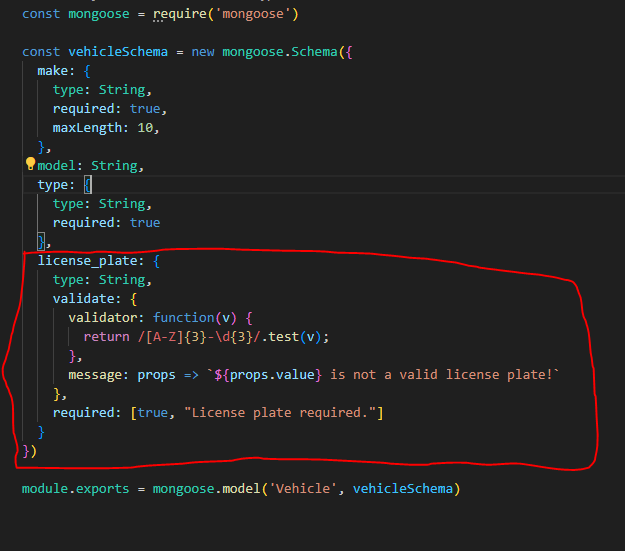 const mongoose = require('mongoose')
const vehicleSchema = new mongoose.Schema({
make: {
type: String,
required: true,
maxLength: 10,
},
model: String,
type: {
type: String,
required: true
},
license_plate: {
type: String,
validate: {
validator: function(v) {
return /[A-Z]{3}-\d{3}/.test(v);
},
message: props => `${props.value} is not a valid license plate!`
},
required: [true, "License plate required."]
}
})
module.exports = mongoose.model('Vehicle', vehicleSchema)